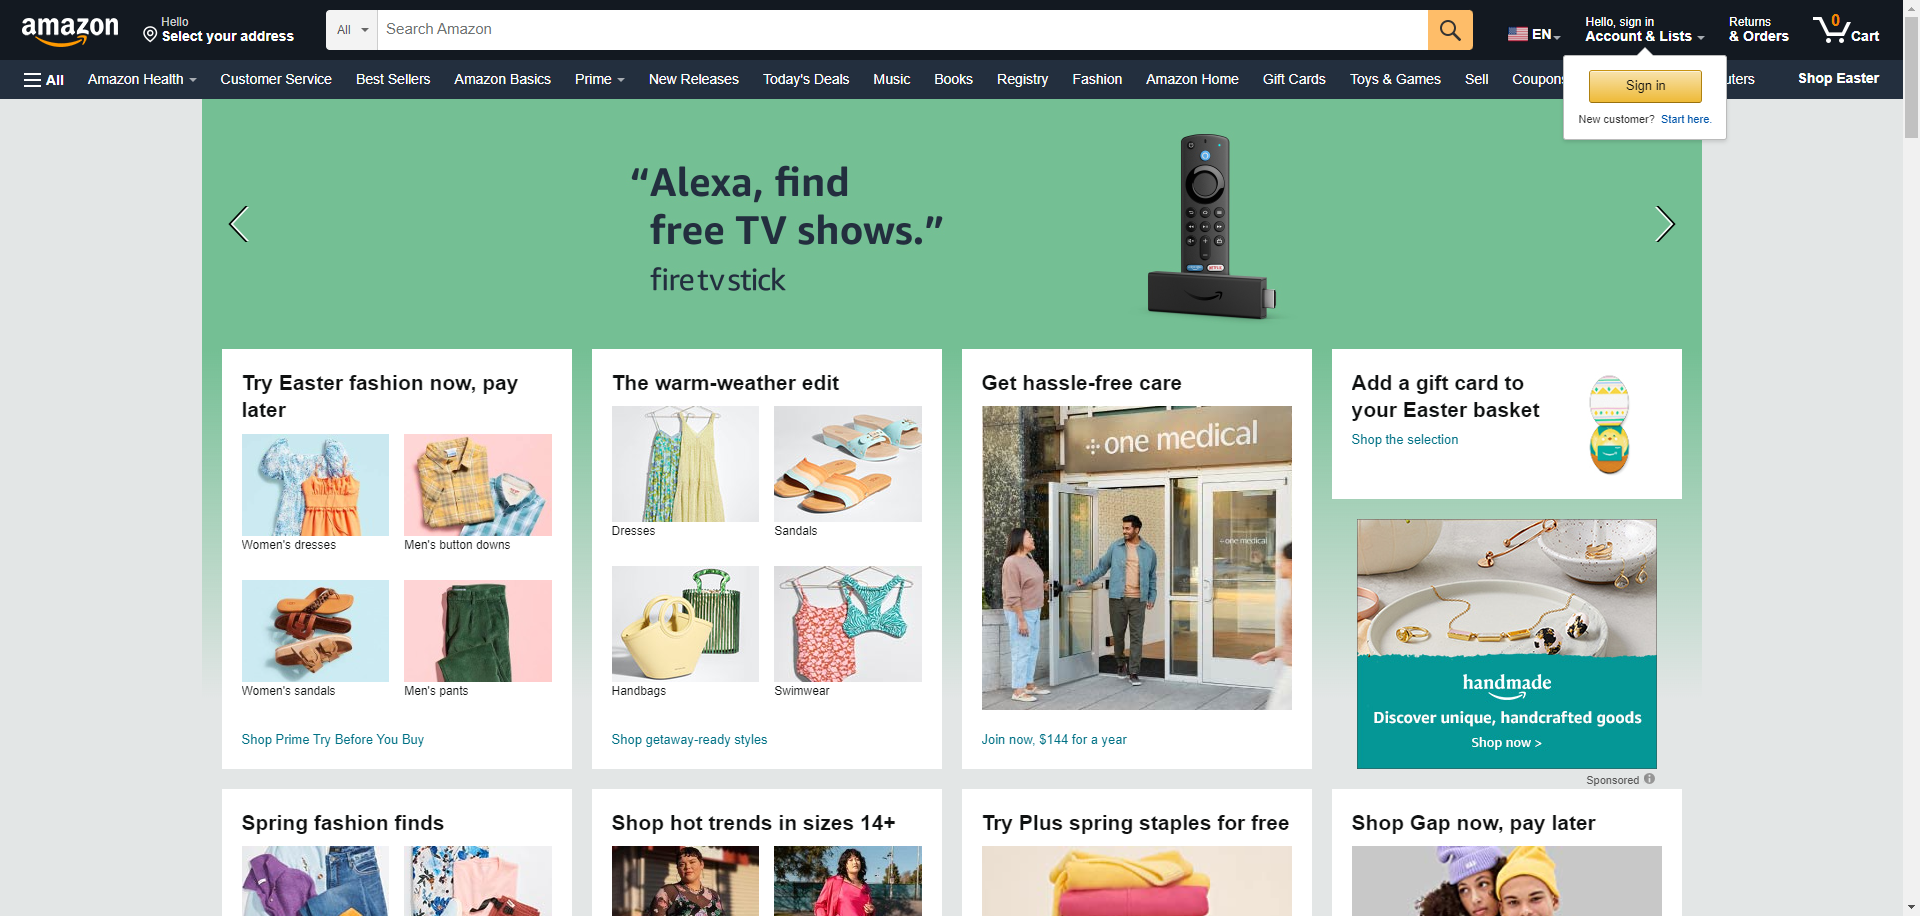 amazon
Hello
Select your address
All
Search Amazon
EN
Hello, sign in
Account & Lists
Returns
& Orders
0
Cart
All
Amazon Health
Customer Service
Best Sellers
Amazon Basics
Prime
New Releases
Today's Deals
Music
Books
Registry
Fashion
Amazon Home
Gift Cards
Toys & Games
Sell
Coupons
uters
Shop Easter
Sign in
New customer? Start here.
“Alexa, find
free TV shows.”
fire tv stick
Try Easter fashion now, pay
later
Women's dresses
Men's button downs
Women's sandals
Men's pants
Shop Prime Try Before You Buy
The warm-weather edit
Dresses
Sandals
Handbags
Swimwear
Shop getaway-ready styles
Get hassle-free care
one medical
one medical
Join now, $144 for a year
Add a gift card to
your Easter basket
Shop the selection
handmade
Discover unique, handcrafted goods
Shop now >
Sponsored
Spring fashion finds
Shop hot trends in sizes 14+
Try Plus spring staples for free
Shop Gap now, pay later